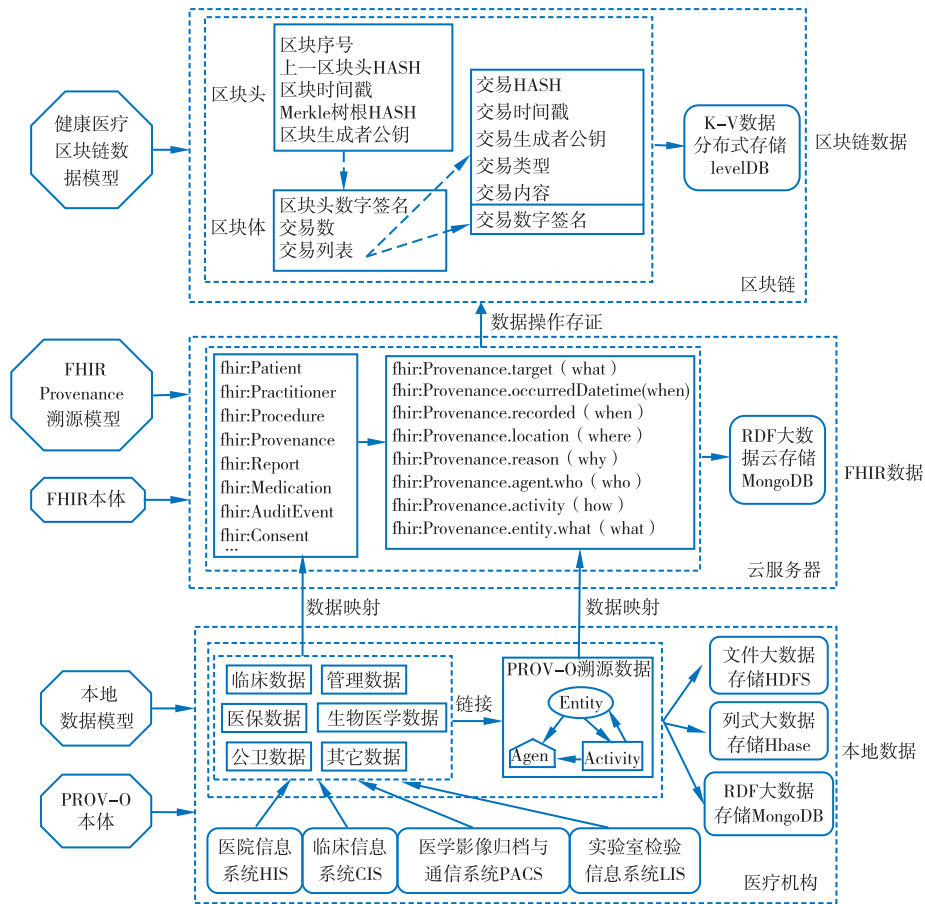 健康医疗
区块链数
据模型
区块头
区块序号
上一区块头HASH
区块时间戳
Merkle树根HASH
区块生成者公钥
区块体
区块头数字签名
交易数
交易列表
交易HASH
交易时间戳
交易生成者公钥
交易类型
交易内容
交易数字签名
K-V数据
分布式存储
levelDB
区块链数据
区块链
数据操作存证
FHIR
Provenance
溯源模型
FHIR本体
fhir:Patient
fhir:Practitioner
fhir:Procedure
fhir:Provenance
fhir:Report
fhir:Medication
fhir:AuditEvent
fhir:Consent
…
fhir:Provenance.target（what）
fhir:Provenance.occurredDatetime(when)
fhir:Provenance.recorded（when）
fhir:Provenance.location（where）
fhir:Provenance.reason（why）
fhir:Provenance.agent.who（who）
fhir:Provenance.activity（how）
fhir:Provenance.entity.what（what）
RDF大数
据云存储
MongoDB
FHIR数据
云服务器
数据映射
数据映射
本地
数据模型
PROV-O
本体
临床数据
管理数据
医保数据
生物医学数据
公卫数据
其它数据
链接
PROV-O溯源数据
Entity
Agen
Activity
文件大数据
存储HDFS
列式大数据
存储Hbase
RDF大数据
存储MongoDB
本地数据
医院信息
系统HIS
临床信息
系统CIS
医学影像归档与
通信系统PACS
实验室检验
信息系统LIS
医疗机构